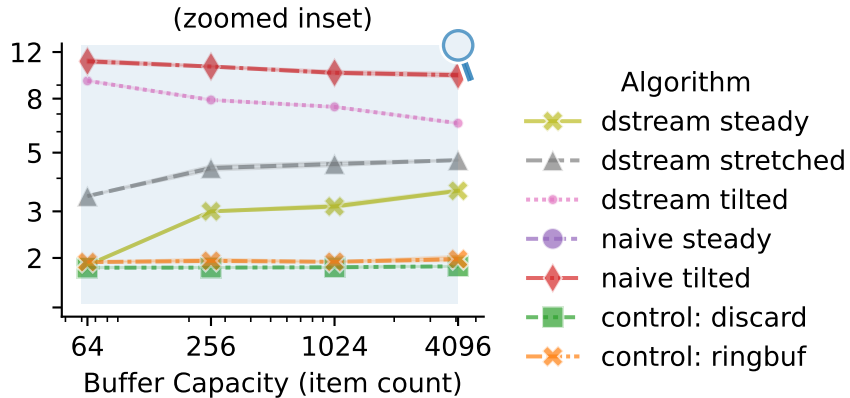 (zoomed inset)
12
8
5
3
2
64 256 1024 4096
Buffer Capacity (item count)
Algorithm
dstream steady
dstream stretched
dstream tilted
naive steady
naive tilted
control: discard
control: ringbuf